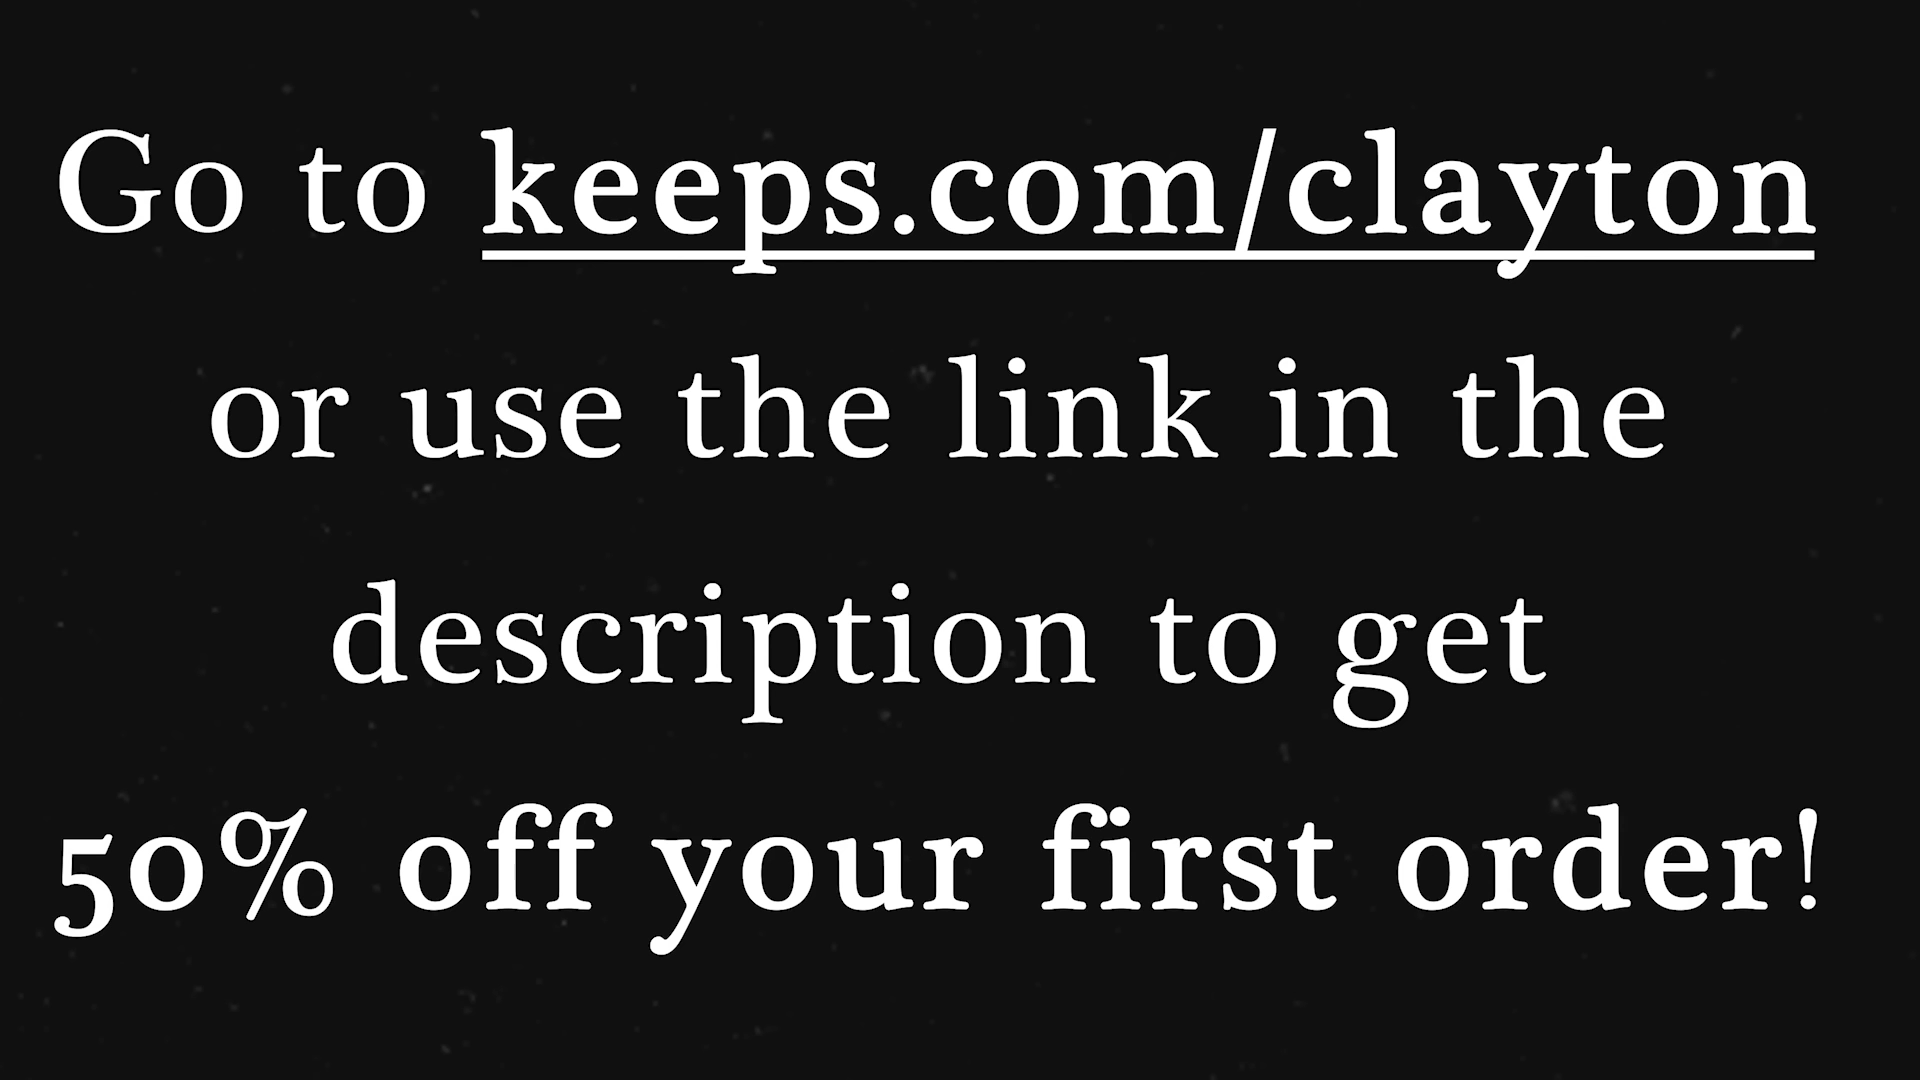 Go to keeps.com/clayton
or use the link in the
description to get
50% off your first order!